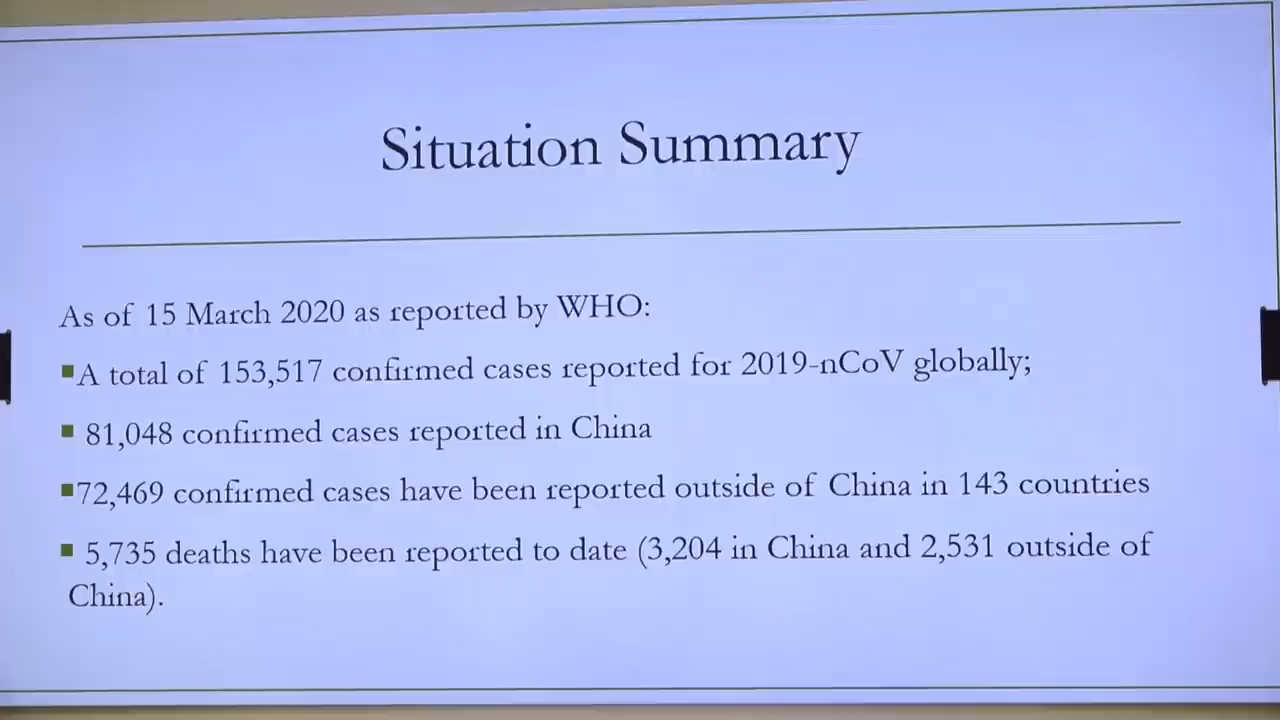 Situation Summary
As of 15 March 2020 as reported by WHO:
▪A total of 153,517 confirmed cases reported for 2019-nCoV globally;
▪ 81,048 confirmed cases reported in China
▪72,469 confirmed cases have been reported outside of China in 143 countries
▪ 5,735 deaths have been reported to date (3,204 in China and 2,531 outside of
China).